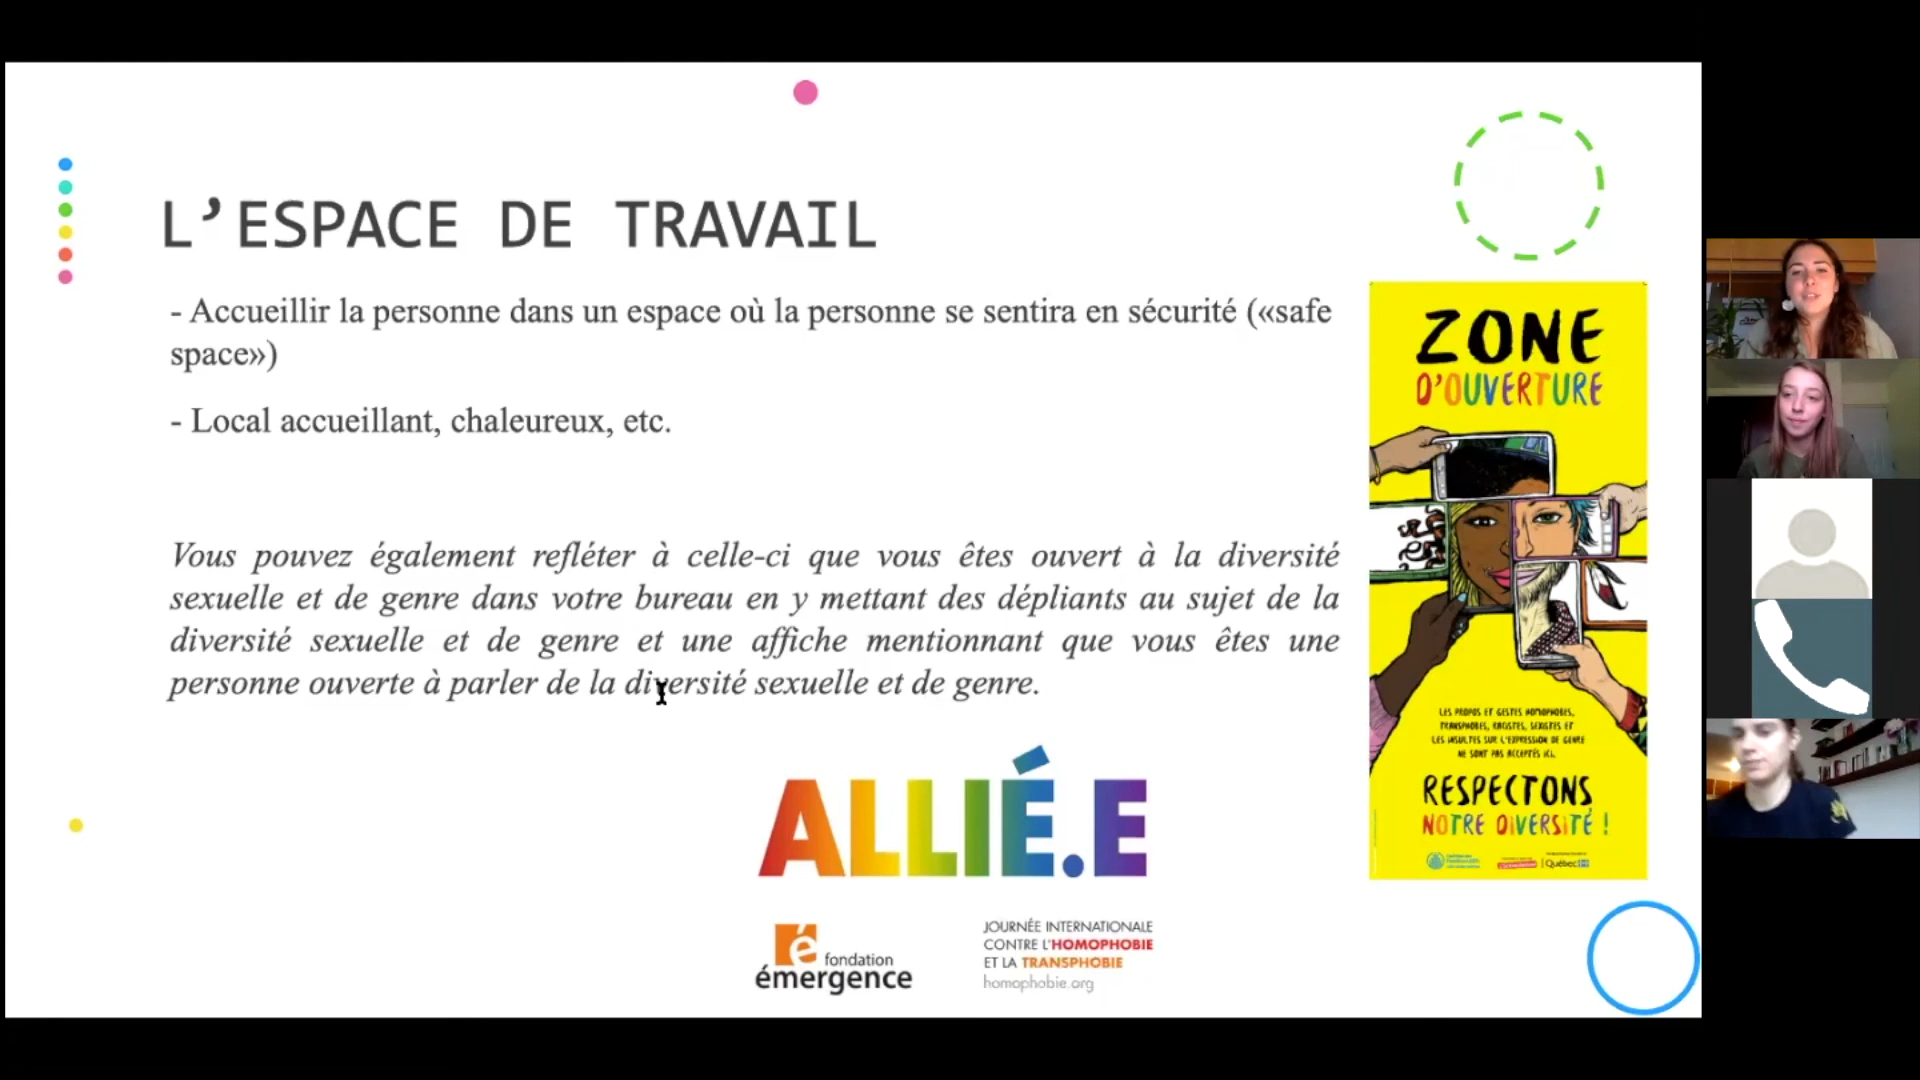 L’ESPACE DE TRAVAIL
- Accueillir la personne dans un espace où la personne se sentira en sécurité («safe
space»)
- Local accueillant, chaleureux, etc.
Vous pouvez également refléter à celle-ci que vous êtes ouvert à la diversité
sexuelle et de genre dans votre bureau en y mettant des dépliants au sujet de la
diversité sexuelle et de genre et une affiche mentionnant que vous êtes une
personne ouverte à parler de la diversité sexuelle et de genre.
ALLIÉ.E
é
fondation
émergence
JOURNÉE INTERNATIONALE
CONTRE L'HOMOPHOBIE
ET LA TRANSPHOBIE
homophobie.org
ZONE
D'OUVERTURE
LES PROPOS ET GESTES HOMOPHOBES,
TRANSPHOBES, RACISTES, SEXISTES ET
LES INSULTES SUR L'EXPRESSION DE GENRE
NE SONT PAS ACCEPTÉS ICI.
RESPECTONS
NOTRE DIVERSITÉ !
Québec